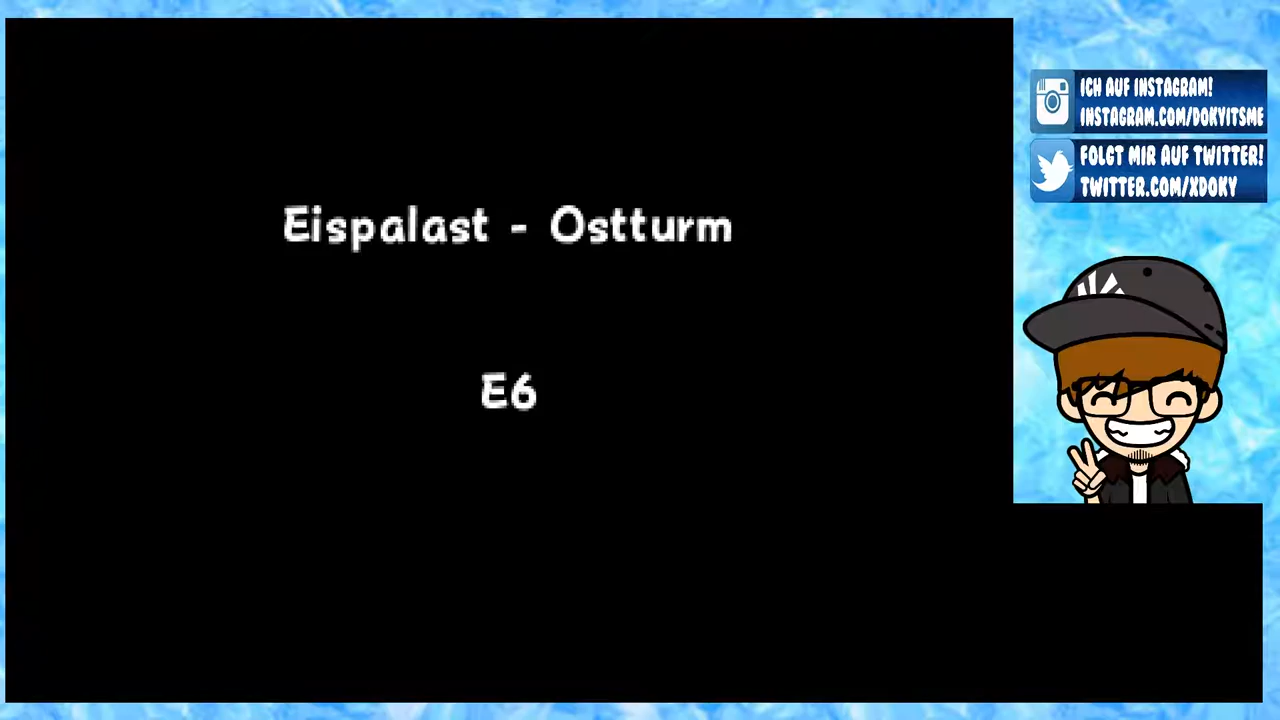 Eispalast - Ostturm
E6
ICH AUF INSTAGRAM!
INSTAGRAM.COM/DOKYITSME
FOLGT MIR AUF TWITTER!
TWITTER.COM/XDOKY